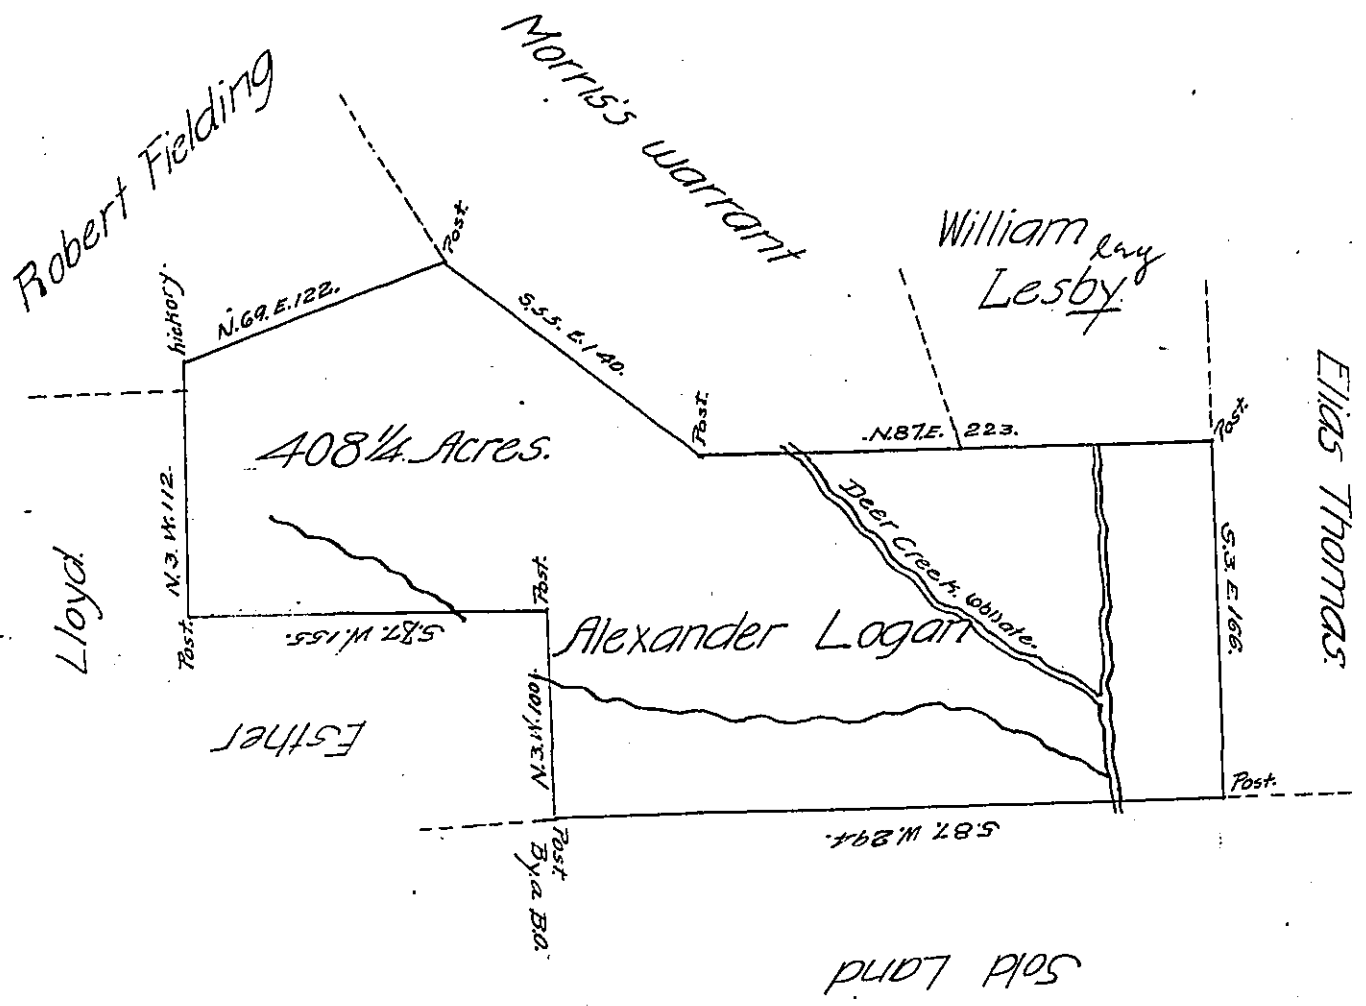 Robert Fielding
Morris's warrant
William
lay
Lesby
Elias Thomas
Lloyd.
Esther
Sold Land
hickory.
N.69.E.122.
Post.
S.55.E.140.
Post.
N.87.E. 223.
Post.
S.3.E.166.
Post.
S.87.W.294.
Post
By a B.O.
N.3.W.100.
Post.
S.87.W.155.
Post.
N.3.W.112.
408¼ Acres.
Alexander Logan
Deer Creek